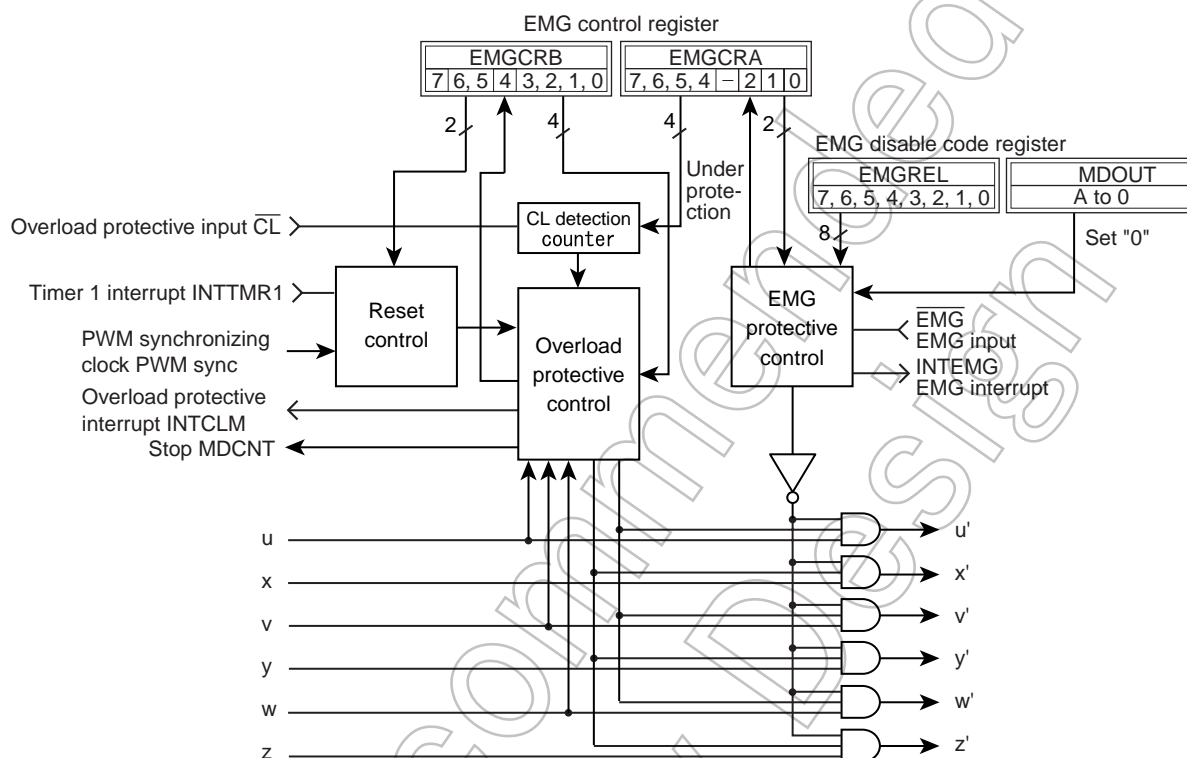 EMG control register
EMGCRB
7 6, 5 4 3, 2, 1, 0
EMGCRA
7, 6, 5, 4 – 2 1 0
2
4
4
2
Under
prote-
ction
EMG disable code register
EMGREL
7, 6, 5, 4, 3, 2, 1, 0
MDOUT
A to 0
8
Set "0"
Overload protective input C̅L̅
CL detection
counter
Timer 1 interrupt INTTMR1
Reset
control
PWM synchronizing
clock PWM sync
Overload
protective
control
EMG
protective
control
E̅M̅G̅
EMG input
INTEMG
EMG interrupt
Overload protective
interrupt INTCLM
Stop MDCNT
u
u'
x
x'
v
v'
y
y'
w
w'
z
z'
commended
Design